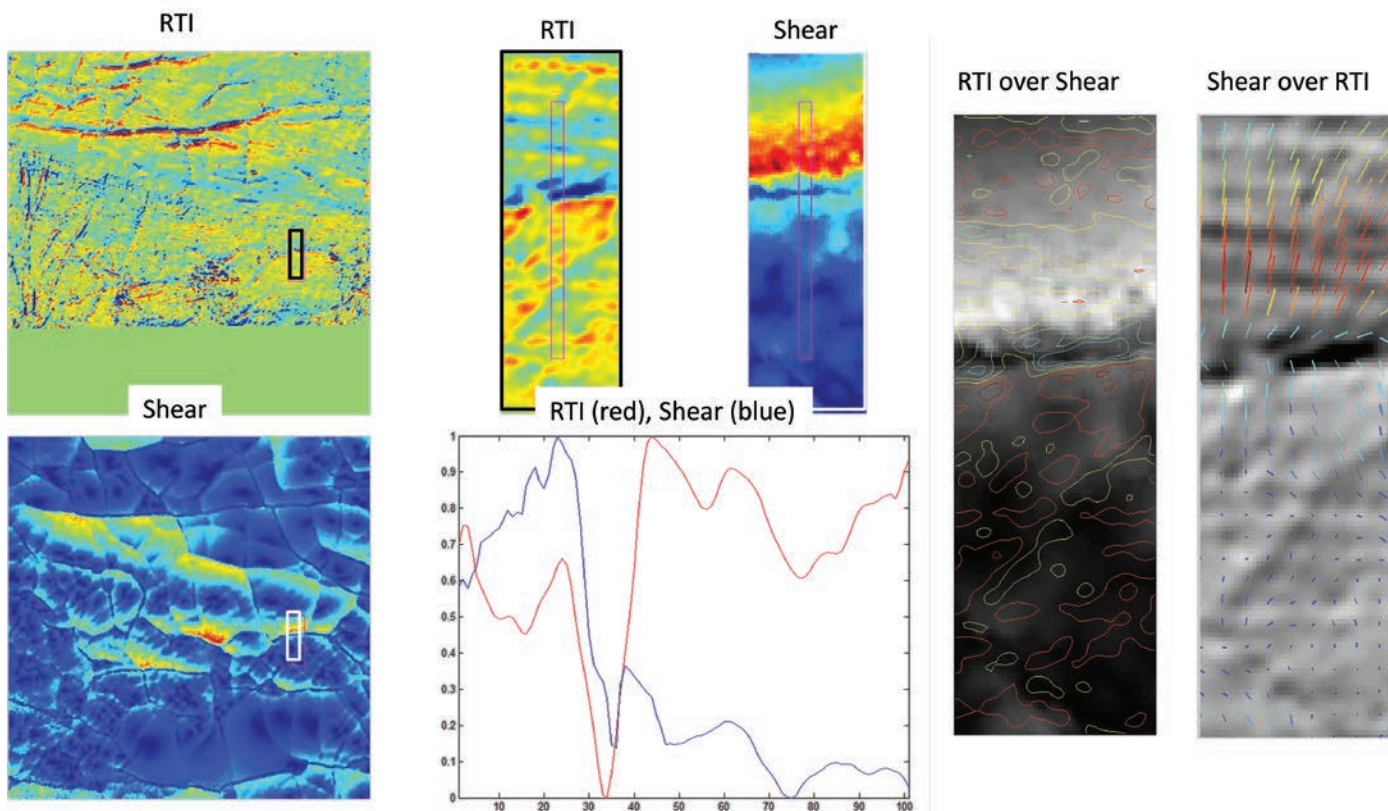 RTI
RTI
Shear
RTI over Shear
Shear over RTI
Shear
RTI (red), Shear (blue)
1
0.9
0.8
0.7
0.6
0.5
0.4
0.3
0.2
0.1
0
10 20 30 40 50 60 70 80 90 100